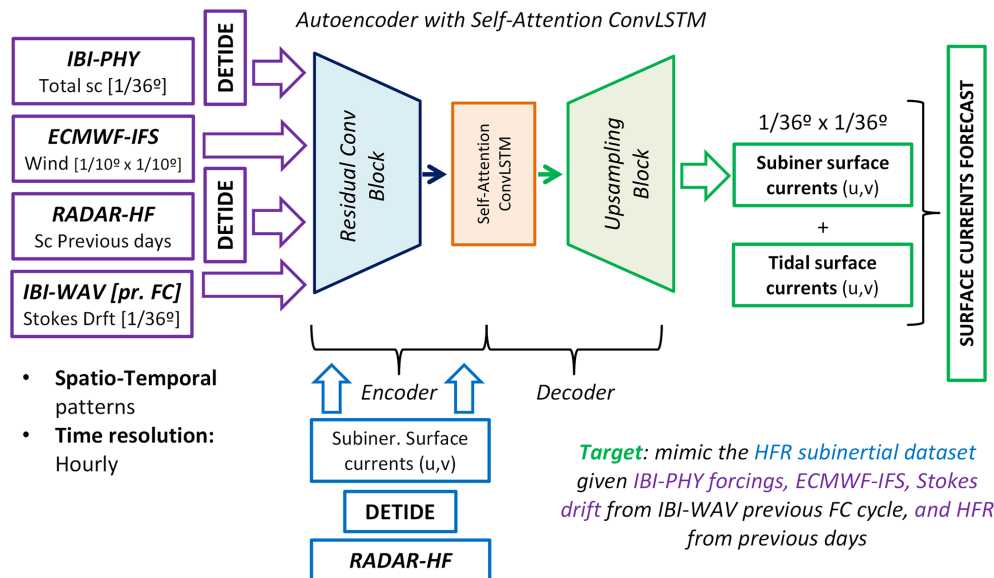 Autoencoder with Self-Attention ConvLSTM
IBI-PHY
Total sc [1/36º]
DETIDE
ECMWF-IFS
Wind [1/10º x 1/10º]
RADAR-HF
Sc Previous days
DETIDE
IBI-WAV [pr. FC]
Stokes Drft [1/36º]
Residual Conv
Block
Self-Attention
ConvLSTM
Upsampling
Block
1/36º x 1/36º
Subiner surface
currents (u,v)
+
Tidal surface
currents (u,v)
SURFACE CURRENTS FORECAST
Encoder
Decoder
• Spatio-Temporal
patterns
• Time resolution:
Hourly
Subiner. Surface
currents (u,v)
DETIDE
RADAR-HF
Target: mimic the HFR subinertial dataset
given IBI-PHY forcings, ECMWF-IFS, Stokes
drift from IBI-WAV previous FC cycle, and HFR
from previous days